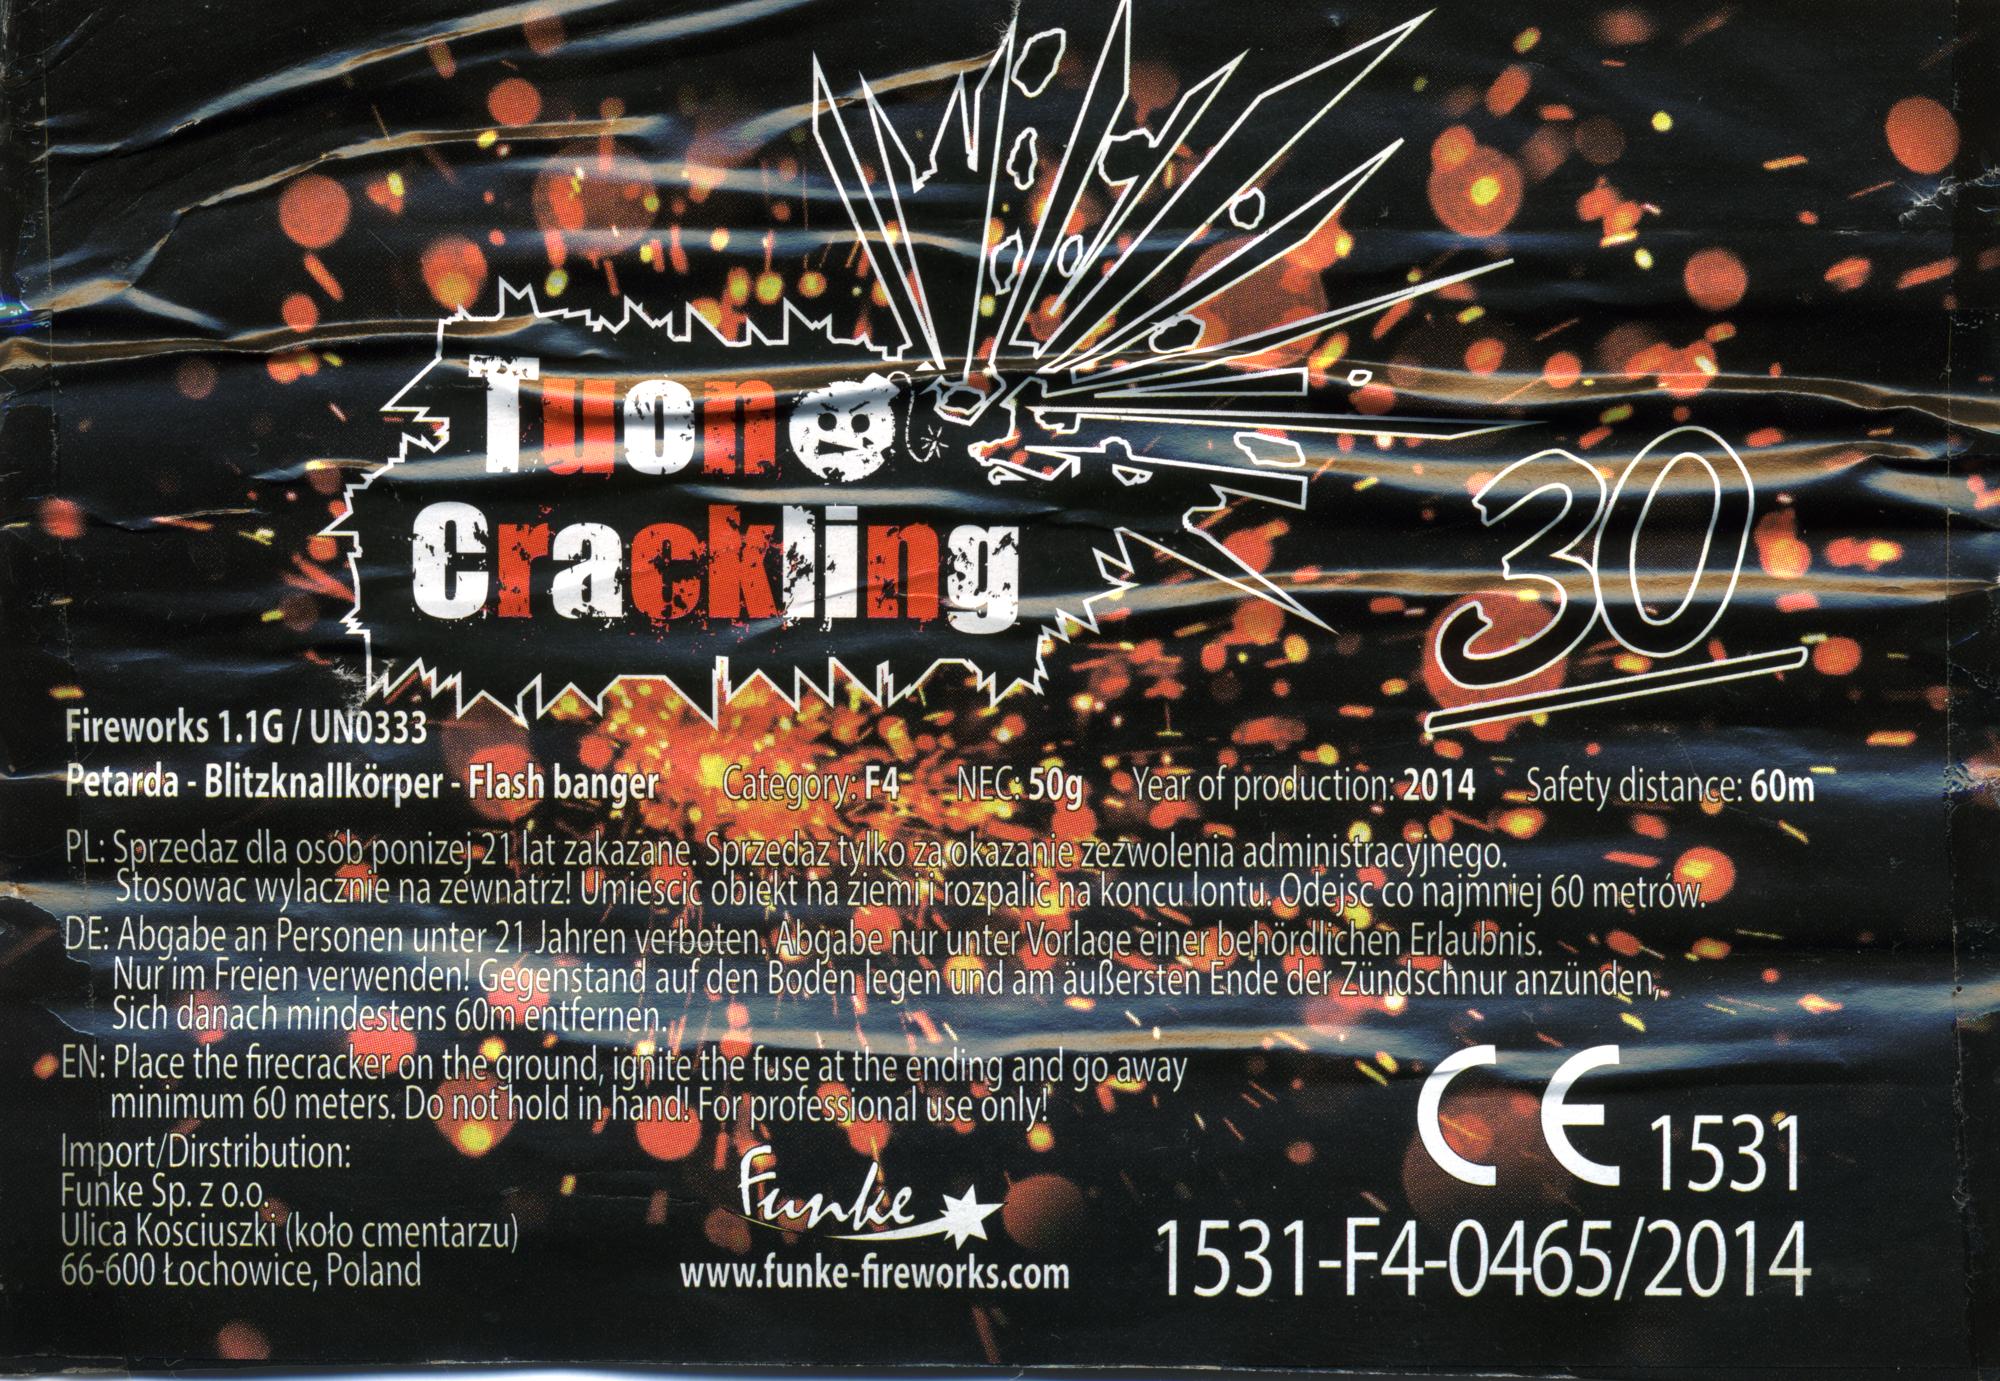 Tuono
Crackling
30
Fireworks 1.1G / UN0333
Petarda - Blitzknallkörper - Flash banger Category: F4 NEC: 50g Year of production: 2014 Safety distance: 60m
PL: Sprzedaz dla osób ponizej 21 lat zakazane. Sprzedaz tylko za okazanie zezwolenia administracyjnego.
Stosowac wylacznie na zewnatrz! Umiescic obiekt na ziemi i rozpalic na koncu lontu. Odejsc co najmniej 60 metrów.
DE: Abgabe an Personen unter 21 Jahren verboten. Abgabe nur unter Vorlage einer behördlichen Erlaubnis.
Nur im Freien verwenden! Gegenstand auf den Boden legen und am äußersten Ende der Zündschnur anzünden,
Sich danach mindestens 60m entfernen.
EN: Place the firecracker on the ground, ignite the fuse at the ending and go away
minimum 60 meters. Do not hold in hand! For professional use only!
Import/Dirstribution:
Funke Sp. z o.o.
Ulica Kosciuszki (koło cmentarzu)
66-600 Łochowice, Poland
Funke
www.funke-fireworks.com
CE 1531
1531-F4-0465/2014